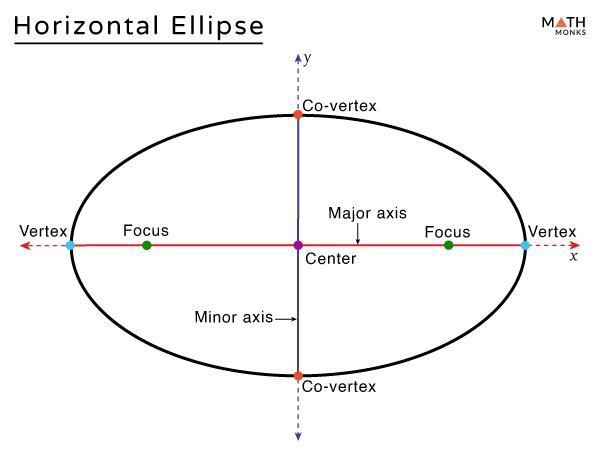 Horizontal Ellipse
MATH
MONKS
y
Co-vertex
Major axis
Vertex
Focus
Focus
Vertex
x
Center
Minor axis
Co-vertex